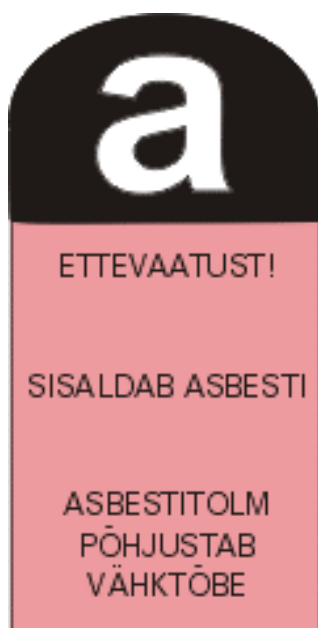 a
ETTEVAATUST!
SISALDAB ASBESTI
ASBESTITOLM
PÕHJUSTAB
VÄHKTÕBE